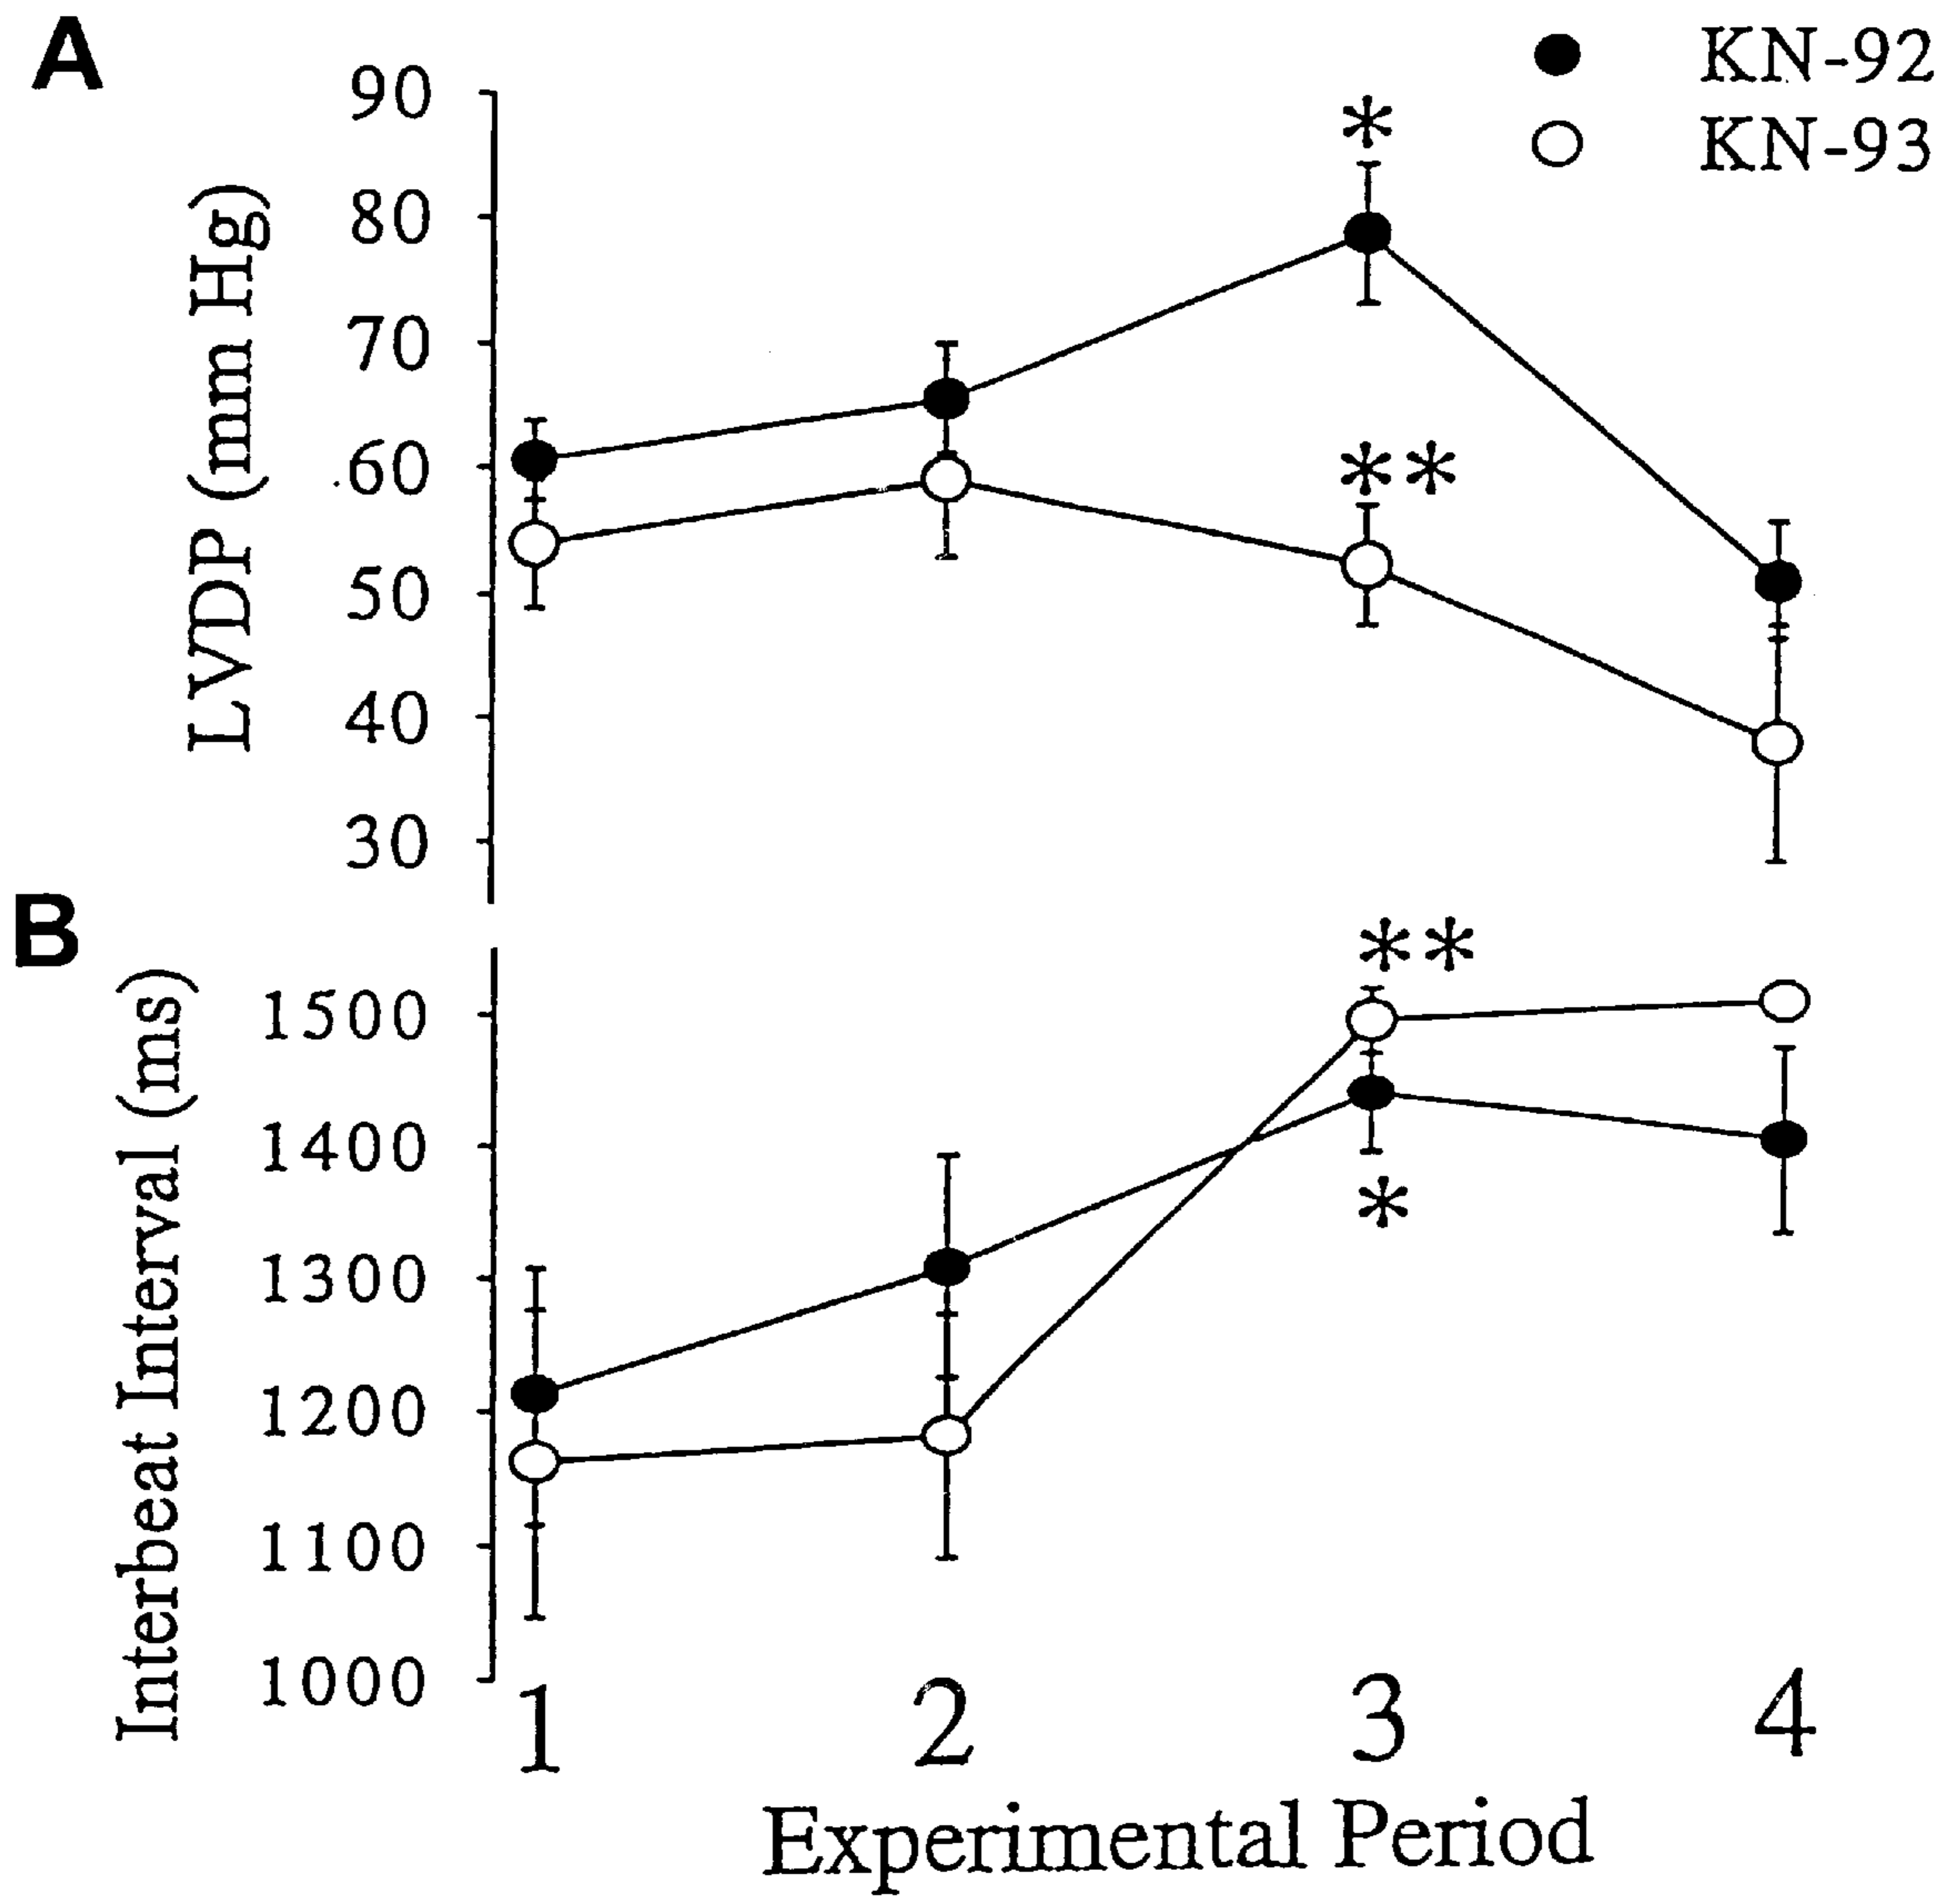 A
KN-92
KN-93
LVDP (mm Hg)
90
80
70
60
50
40
30
*
**
B
Interbeat Interval (ms)
1500
1400
1300
1200
1100
1000
**
*
1 2 3 4
Experimental Period